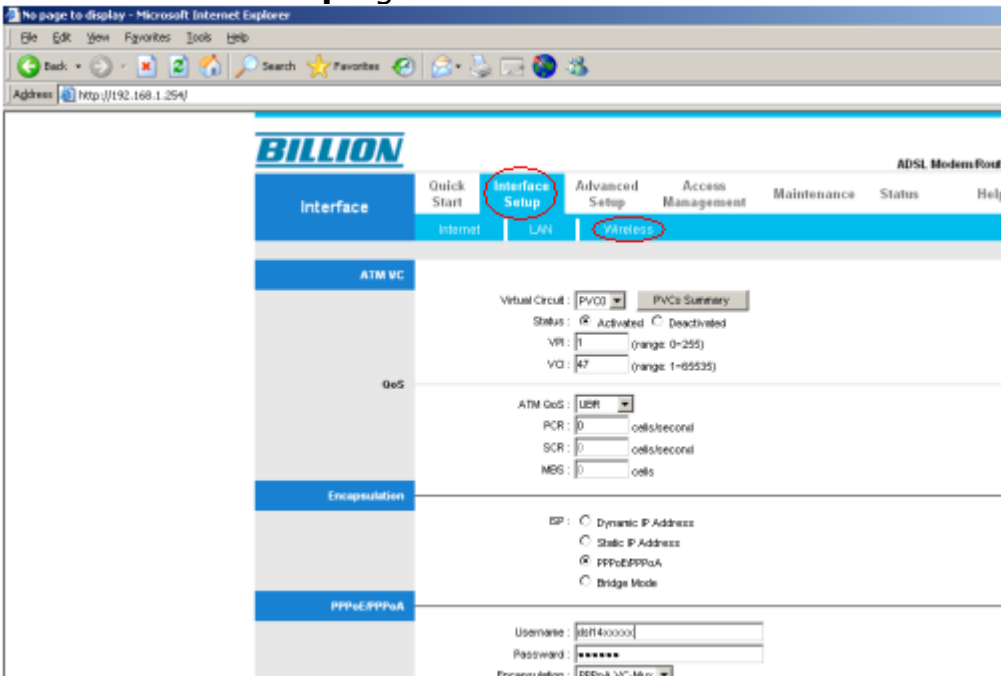 No page to display - Microsoft Internet Explorer
File Edit View Favorites Tools Help
Back Search Favorites
Address http://192.168.1.254/
BILLION
ADSL Modem/Rout
Interface
Quick Start
Interface Setup
Advanced Setup
Access Management
Maintenance
Status
Help
Internet LAN Wireless
ATM VC
Virtual Circuit : PVC0 PVCs Summary
Status : Activated Deactivated
VPI : 1 (range: 0~255)
VCI : 47 (range: 1~65535)
QoS
ATM QoS : UBR
PCR : 0 cells/second
SCR : 0 cells/second
MBS : 0 cells
Encapsulation
ISP : Dynamic IP Address
Static IP Address
PPPoE/PPPoA
Bridge Mode
PPPoE/PPPoA
Username :
Password : ••••••
Encapsulation : PPPoA VC-Mux